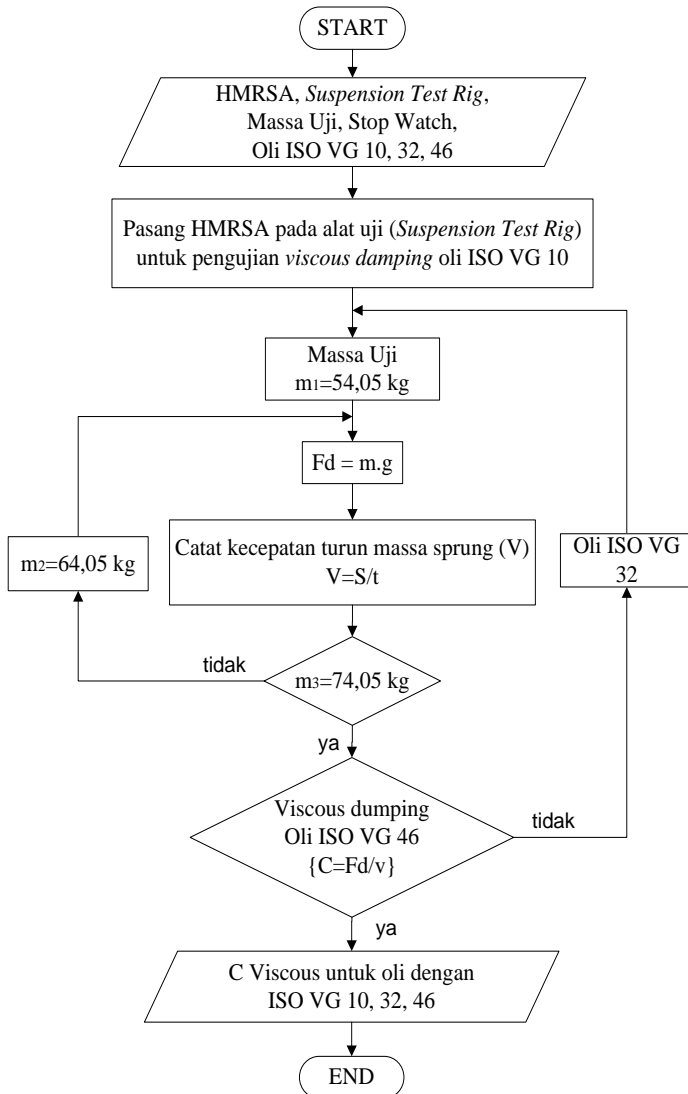 START
HMRSA, Suspension Test Rig,
Massa Uji, Stop Watch,
Oli ISO VG 10, 32, 46
Pasang HMRSA pada alat uji (Suspension Test Rig)
untuk pengujian viscous damping oli ISO VG 10
Massa Uji
m1=54,05 kg
Fd = m.g
Catat kecepatan turun massa sprung (V)
V=S/t
m2=64,05 kg
Oli ISO VG
32
tidak
m3=74,05 kg
ya
Viscous dumping
Oli ISO VG 46
{C=Fd/v}
tidak
ya
C Viscous untuk oli dengan
ISO VG 10, 32, 46
END